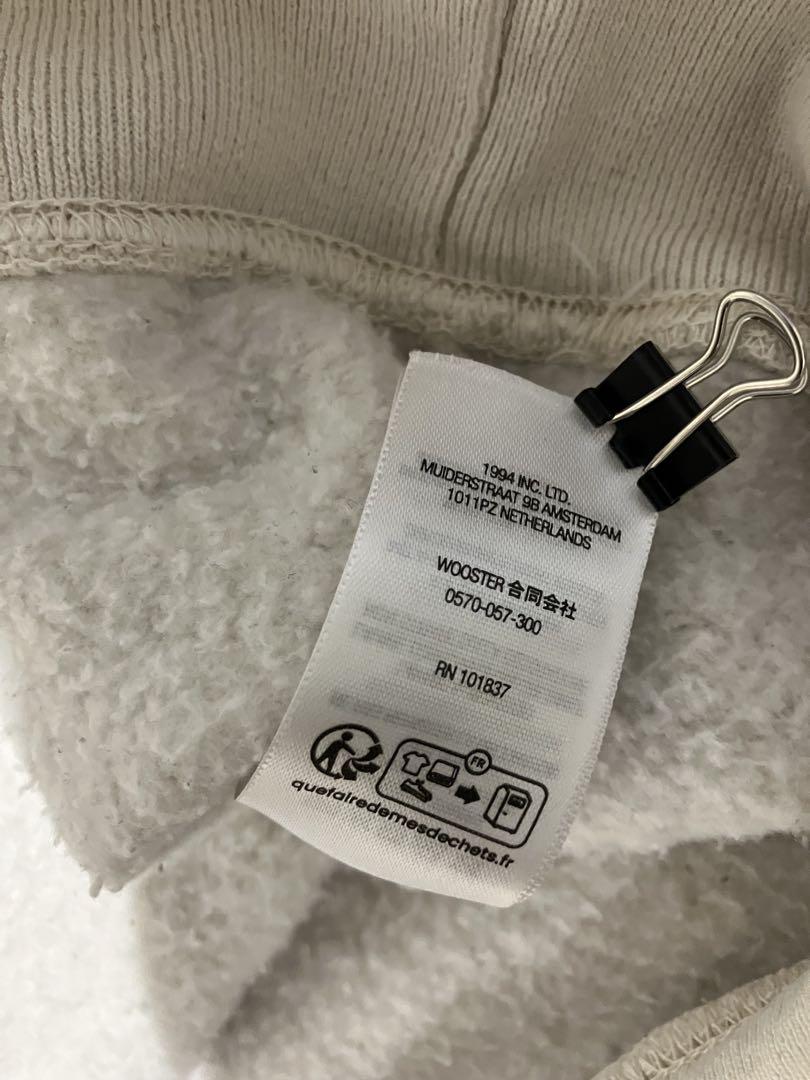 1994 INC. LTD.
MUIDERSTRAAT 9B AMSTERDAM
1011PZ NETHERLANDS
WOOSTER 合同会社
0570-057-300
RN 101837
FR
quefairedemesdechets.fr